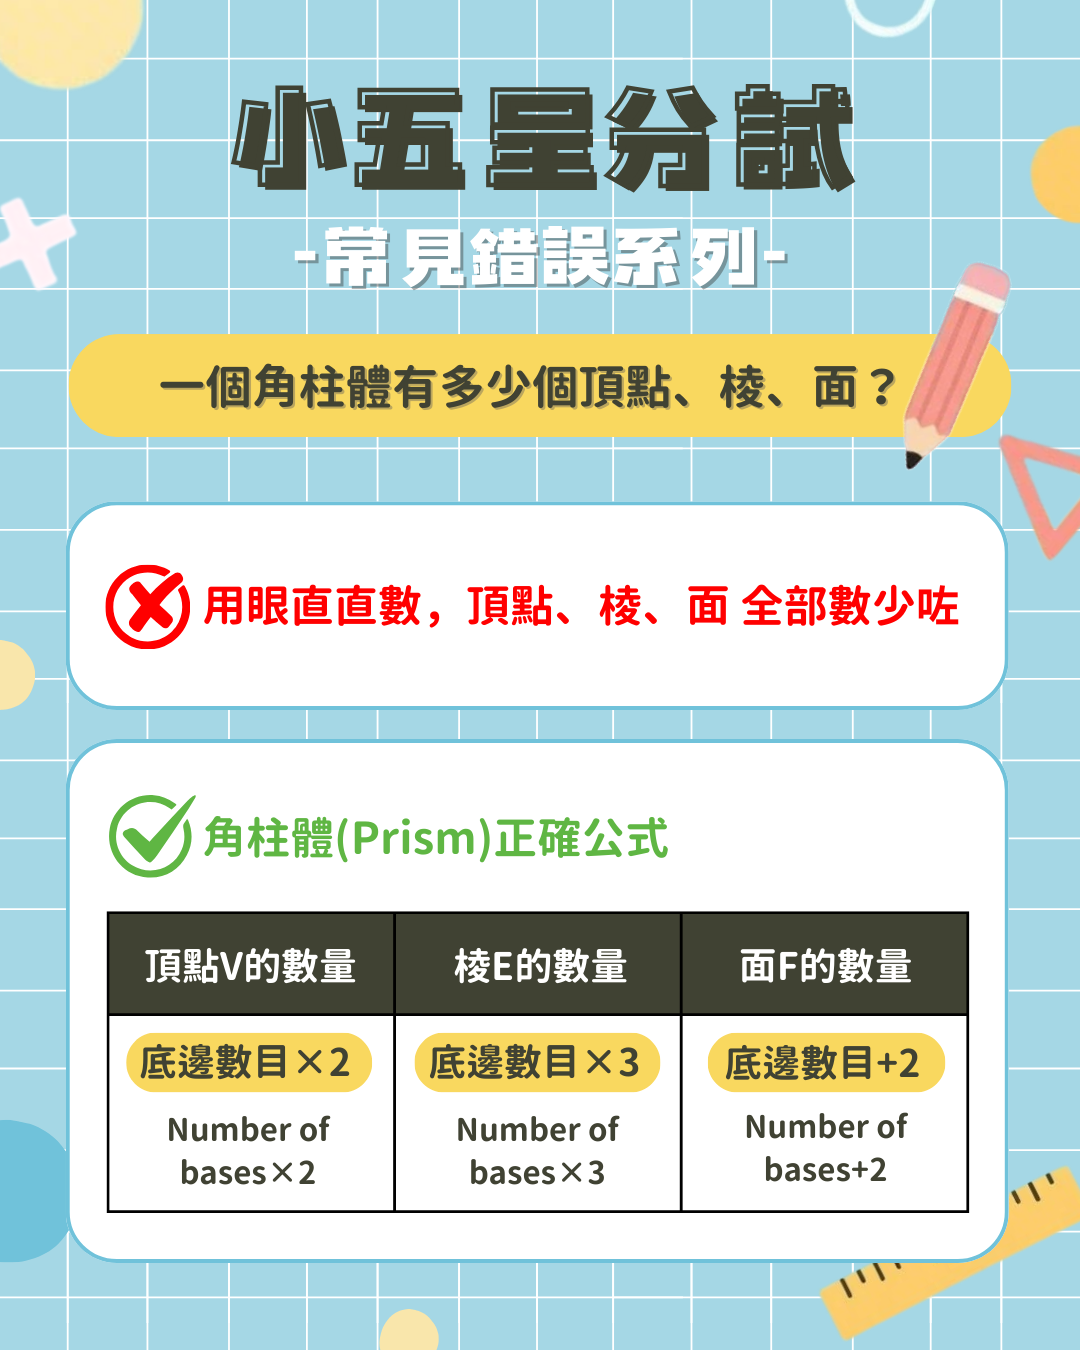 小五呈分試
-常見錯誤系列-
一個角柱體有多少個頂點、棱、面？
用眼直直數，頂點、棱、面 全部數少咗
角柱體(Prism)正確公式
頂點V的數量
棱E的數量
面F的數量
底邊數目×2
Number of
bases×2
底邊數目×3
Number of
bases×3
底邊數目+2
Number of
bases+2